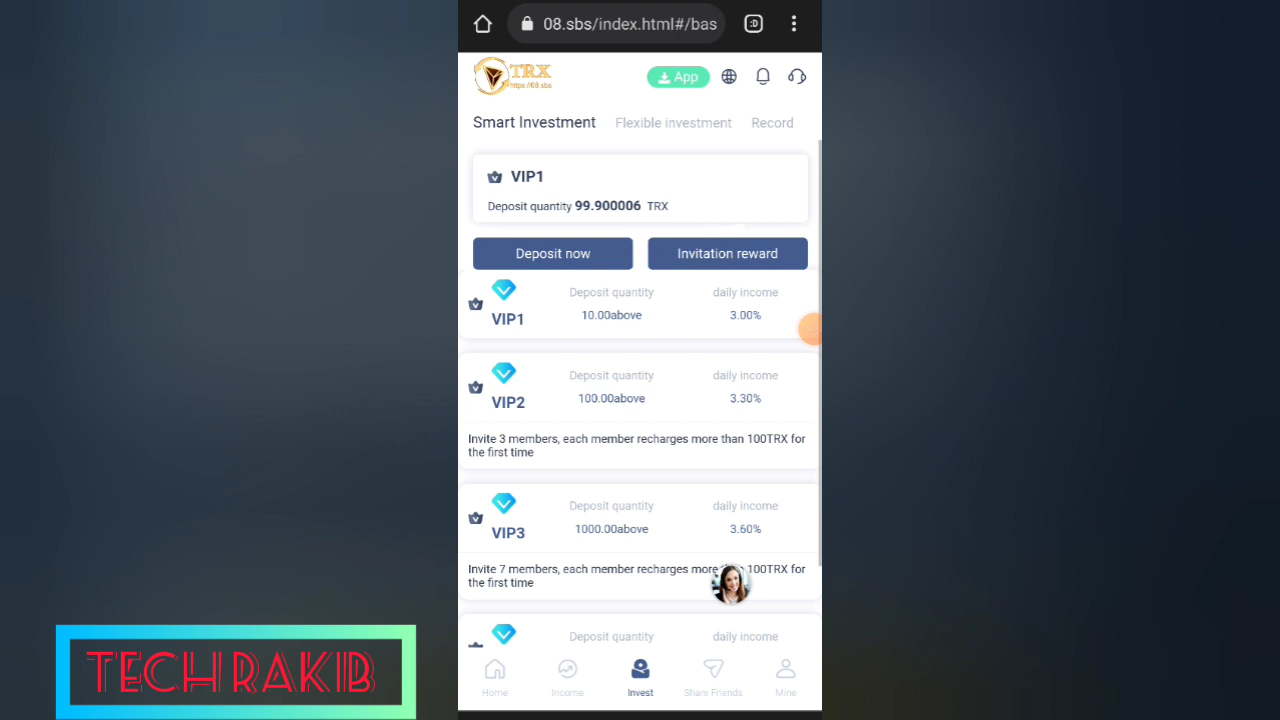 08.sbs/index.html#/bas
:D
TRX
https://08.sbs
App
Smart Investment Flexible investment Record
VIP1
Deposit quantity 99.900006 TRX
Deposit now Invitation reward
Deposit quantity daily income
VIP1 10.00above 3.00%
Deposit quantity daily income
VIP2 100.00above 3.30%
Invite 3 members, each member recharges more than 100TRX for
the first time
Deposit quantity daily income
VIP3 1000.00above 3.60%
Invite 7 members, each member recharges more than 100TRX for
the first time
Deposit quantity daily income
Home Income Invest Share Friends Mine
TECH RAKIB